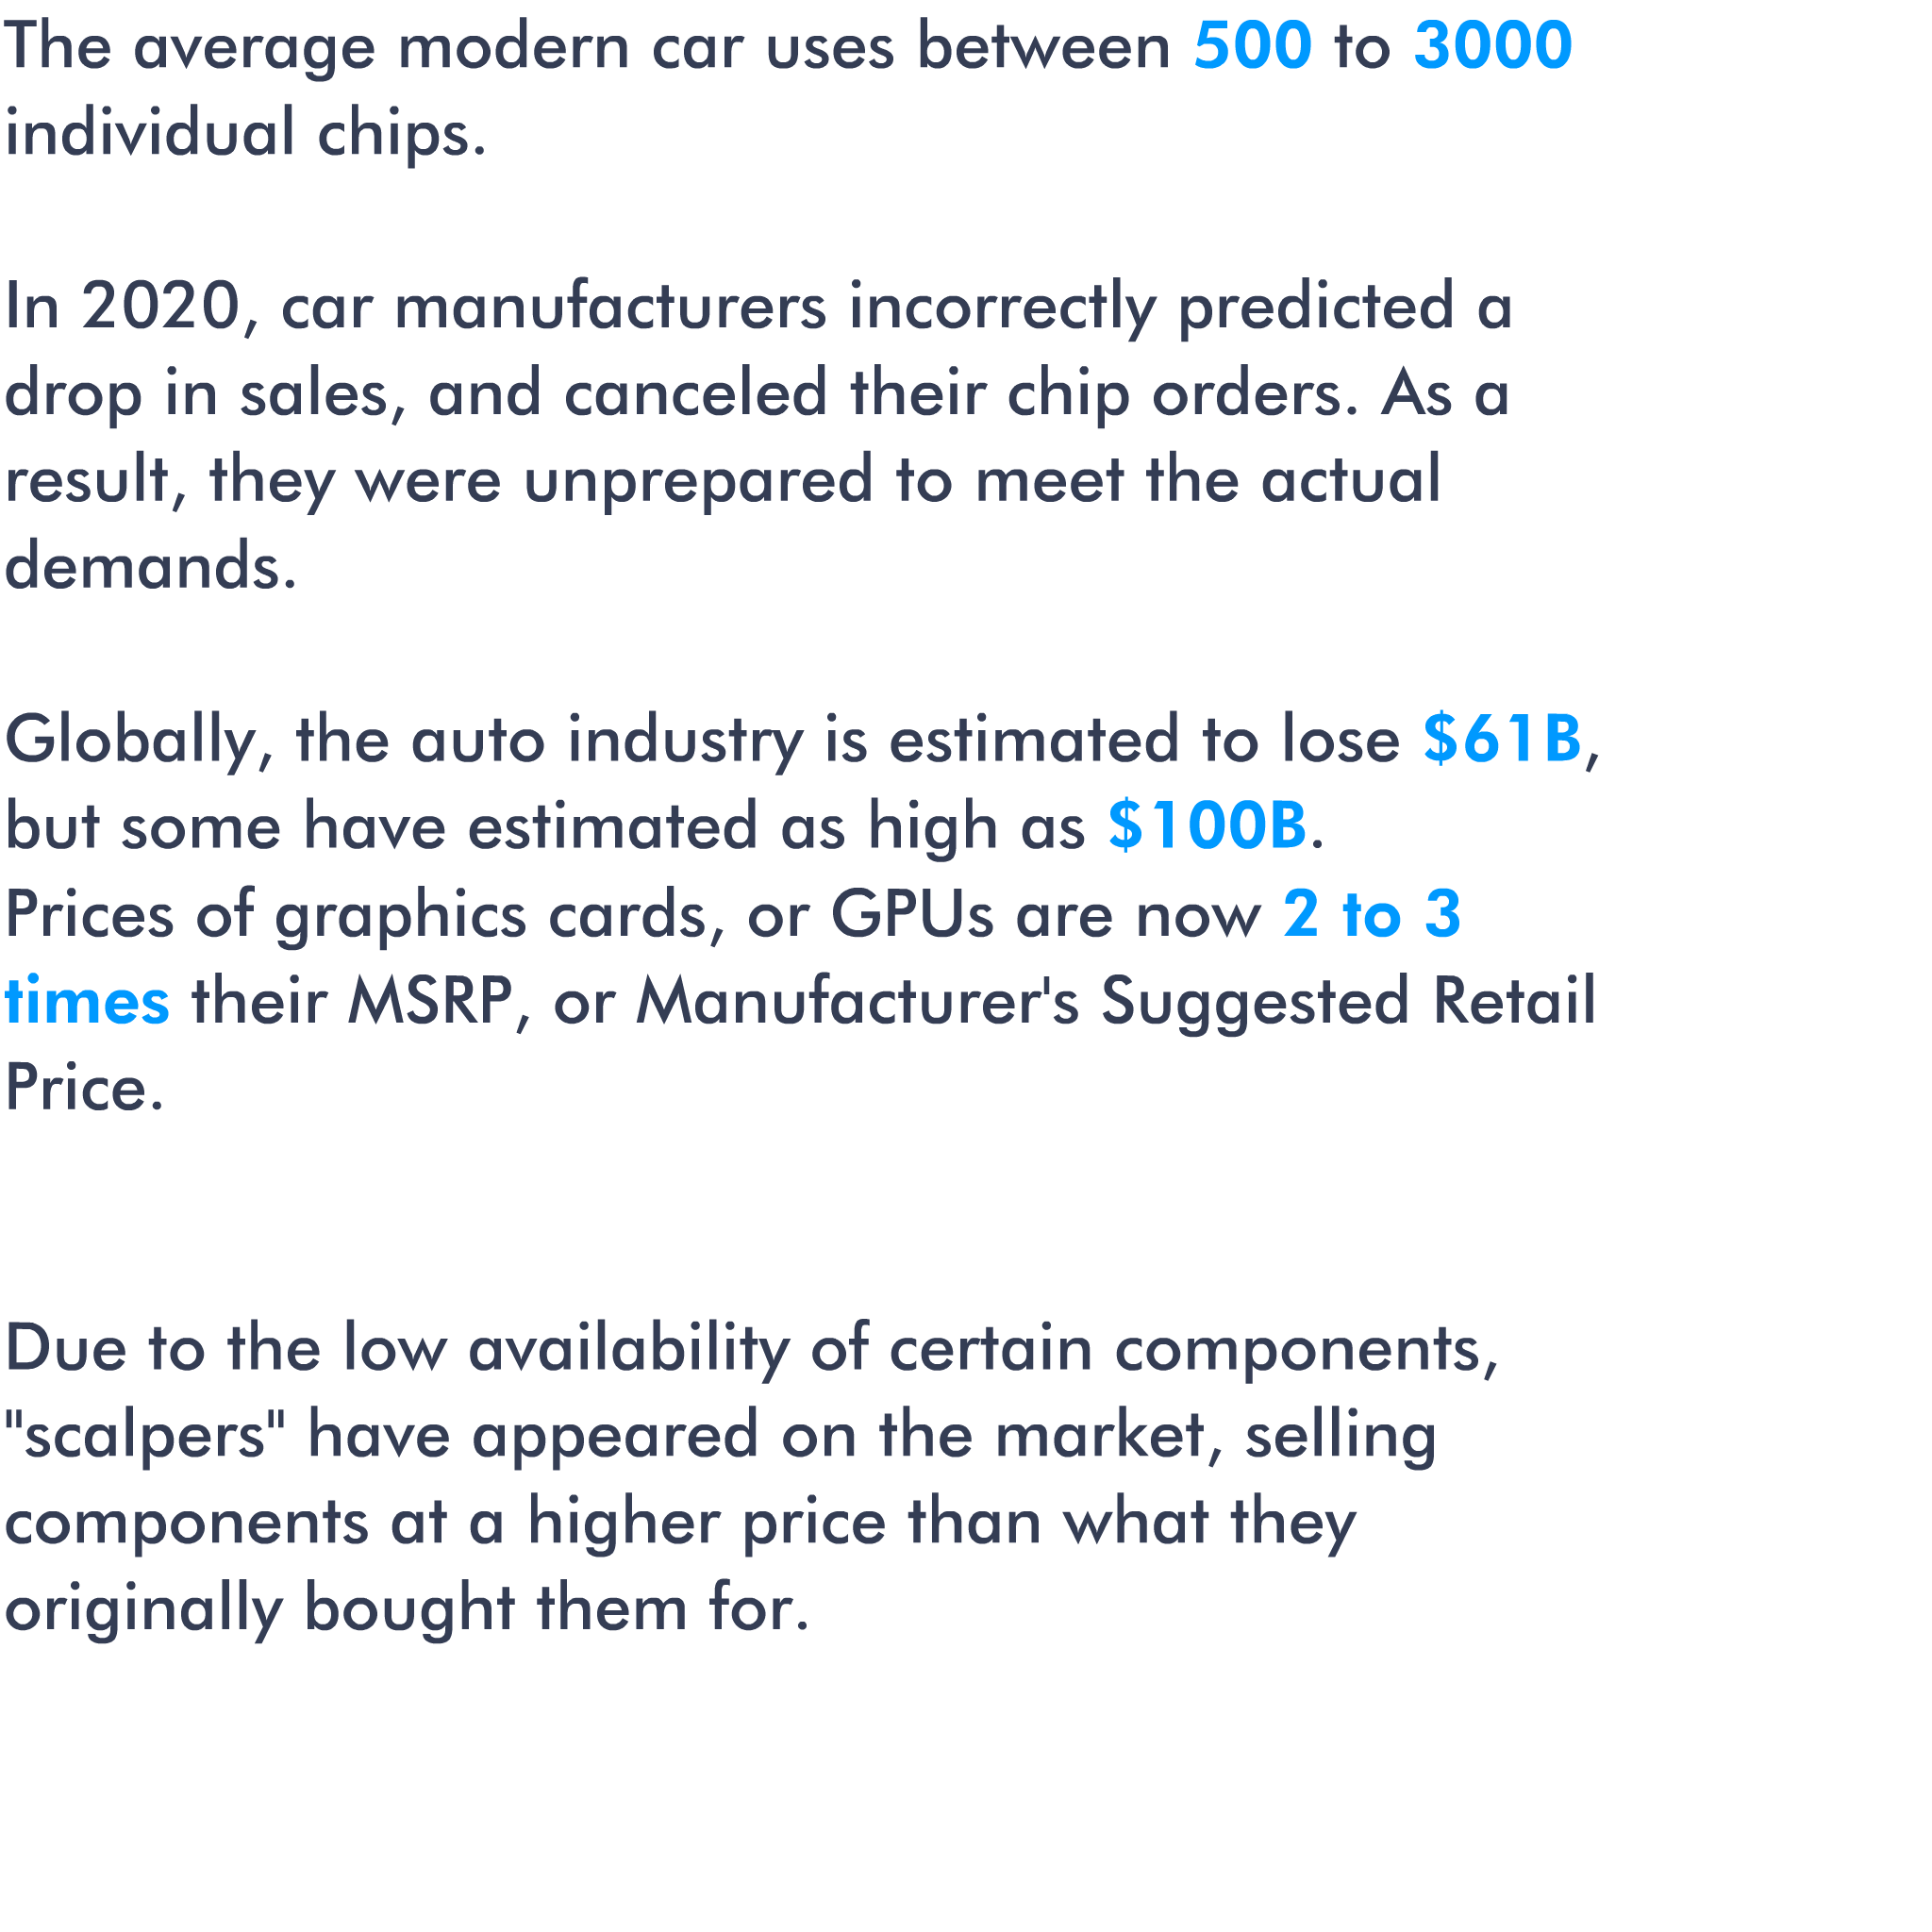 The average modern car uses between 500 to 3000
individual chips.
In 2020, car manufacturers incorrectly predicted a
drop in sales, and canceled their chip orders. As a
result, they were unprepared to meet the actual
demands.
Globally, the auto industry is estimated to lose $61B,
but some have estimated as high as $100B.
Prices of graphics cards, or GPUs are now 2 to 3
times their MSRP, or Manufacturer's Suggested Retail
Price.
Due to the low availability of certain components,
"scalpers" have appeared on the market, selling
components at a higher price than what they
originally bought them for.